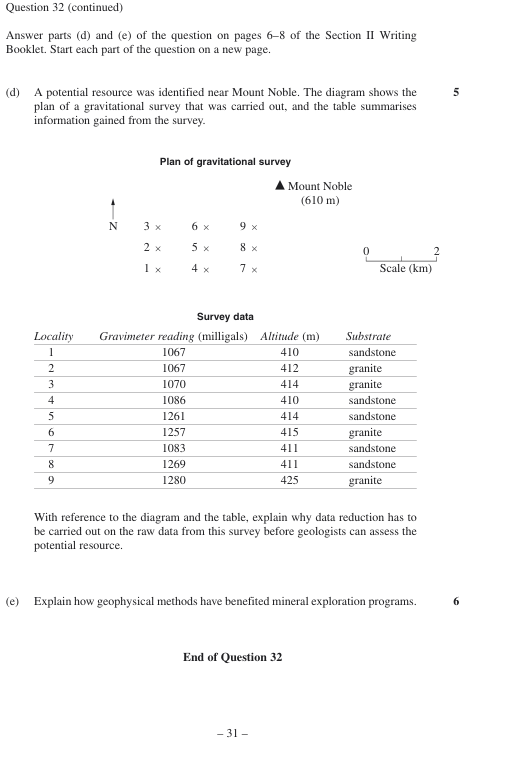 Question 32 (continued)
Answer parts (d) and (e) of the question on pages 6–8 of the Section II Writing
Booklet. Start each part of the question on a new page.
(d) A potential resource was identified near Mount Noble. The diagram shows the 5
plan of a gravitational survey that was carried out, and the table summarises
information gained from the survey.
Plan of gravitational survey
▲ Mount Noble
(610 m)
N 3 × 6 × 9 ×
2 × 5 × 8 ×
0 2
1 × 4 × 7 ×
Scale (km)
Survey data
Locality Gravimeter reading (milligals) Altitude (m) Substrate
1 1067 410 sandstone
2 1067 412 granite
3 1070 414 granite
4 1086 410 sandstone
5 1261 414 sandstone
6 1257 415 granite
7 1083 411 sandstone
8 1269 411 sandstone
9 1280 425 granite
With reference to the diagram and the table, explain why data reduction has to
be carried out on the raw data from this survey before geologists can assess the
potential resource.
(e) Explain how geophysical methods have benefited mineral exploration programs. 6
End of Question 32
– 31 –